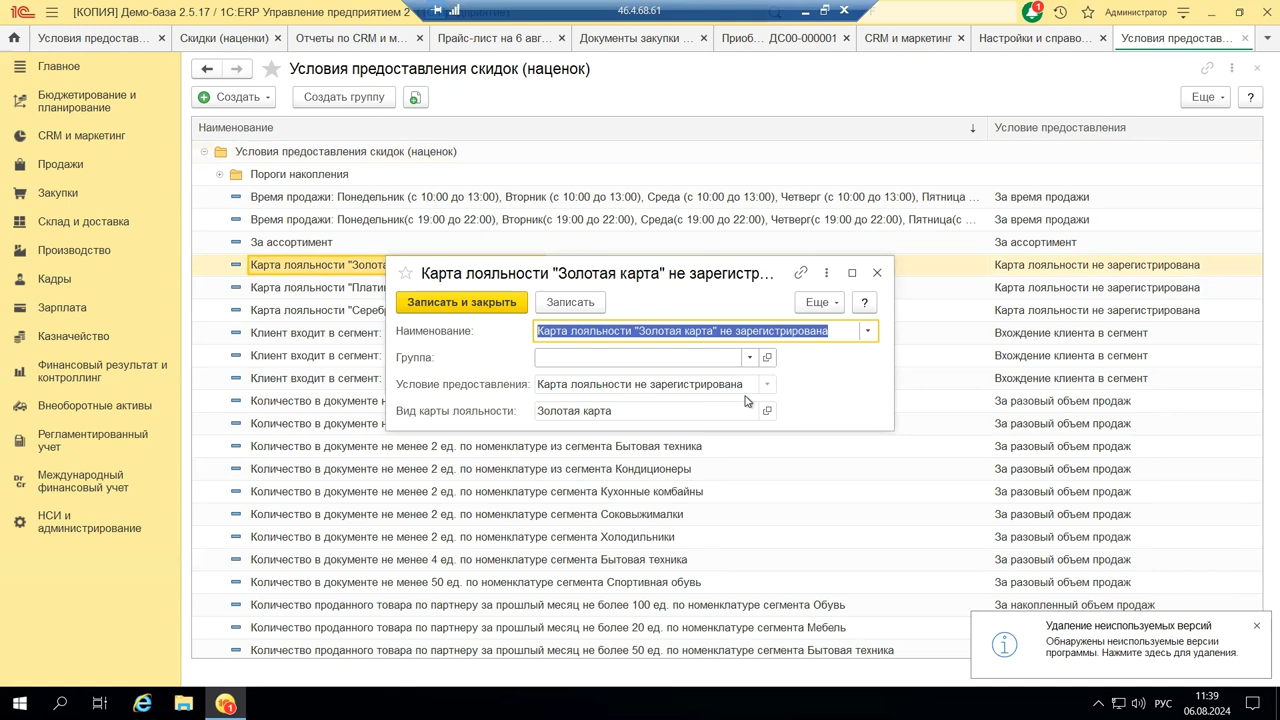 [КОПИЯ] Демо-база 2.5.17 / 1C:ERP Управление предприятием 2
46.4.68.61
Администратор
Условия предостав...
Скидки (наценки)
Отчеты по CRM и м...
Прайс-лист на 6 авг...
Документы закупки ...
Приоб... ДС00-000001
CRM и маркетинг
Настройки и справо...
Условия предостав...
Главное
Бюджетирование и
планирование
CRM и маркетинг
Продажи
Закупки
Склад и доставка
Производство
Кадры
Зарплата
Казначейство
Финансовый результат и
контроллинг
Внеоборотные активы
Регламентированный
учет
Международный
финансовый учет
НСИ и
администрирование
Условия предоставления скидок (наценок)
Создать
Создать группу
Еще
?
Наименование
Условие предоставления
Условия предоставления скидок (наценок)
Пороги накопления
Время продажи: Понедельник (с 10:00 до 13:00), Вторник (с 10:00 до 13:00), Среда (с 10:00 до 13:00), Четверг (с 10:00 до 13:00), Пятница ...
За время продажи
Время продажи: Понедельник(с 19:00 до 22:00), Вторник(с 19:00 до 22:00), Среда(с 19:00 до 22:00), Четверг(с 19:00 до 22:00), Пятница(с ...
За время продажи
За ассортимент
За ассортимент
Карта лояльности "Золота
Карта лояльности не зарегистрирована
Карта лояльности "Платин
Карта лояльности не зарегистрирована
Карта лояльности "Сереб
Карта лояльности не зарегистрирована
Клиент входит в сегмент:
Вхождение клиента в сегмент
Клиент входит в сегмент:
Вхождение клиента в сегмент
Клиент входит в сегмент:
Вхождение клиента в сегмент
Количество в документе н
За разовый объем продаж
Количество в документе не
За разовый объем продаж
Количество в документе не менее 2 ед. по номенклатуре из сегмента Бытовая техника
За разовый объем продаж
Количество в документе не менее 2 ед. по номенклатуре из сегмента Кондиционеры
За разовый объем продаж
Количество в документе не менее 2 ед. по номенклатуре сегмента Кухонные комбайны
За разовый объем продаж
Количество в документе не менее 2 ед. по номенклатуре сегмента Соковыжималки
За разовый объем продаж
Количество в документе не менее 2 ед. по номенклатуре сегмента Холодильники
За разовый объем продаж
Количество в документе не менее 4 ед. по номенклатуре сегмента Бытовая техника
За разовый объем продаж
Количество в документе не менее 50 ед. по номенклатуре сегмента Спортивная обувь
За разовый объем продаж
Количество проданного товара по партнеру за прошлый месяц не более 100 ед. по номенклатуре сегмента Обувь
За накопленный объем продаж
Количество проданного товара по партнеру за прошлый месяц не более 20 ед. по номенклатуре сегмента Мебель
Количество проданного товара по партнеру за прошлый месяц не более 50 ед. по номенклатуре сегмента Бытовая техника
Карта лояльности "Золотая карта" не зарегистр...
Записать и закрыть
Записать
Еще
?
Наименование:
Карта лояльности "Золотая карта" не зарегистрирована
Группа:
Условие предоставления:
Карта лояльности не зарегистрирована
Вид карты лояльности:
Золотая карта
Удаление неиспользуемых версий
Обнаружены неиспользуемые версии
программы. Нажмите здесь для удаления.
РУС
11:39
06.08.2024